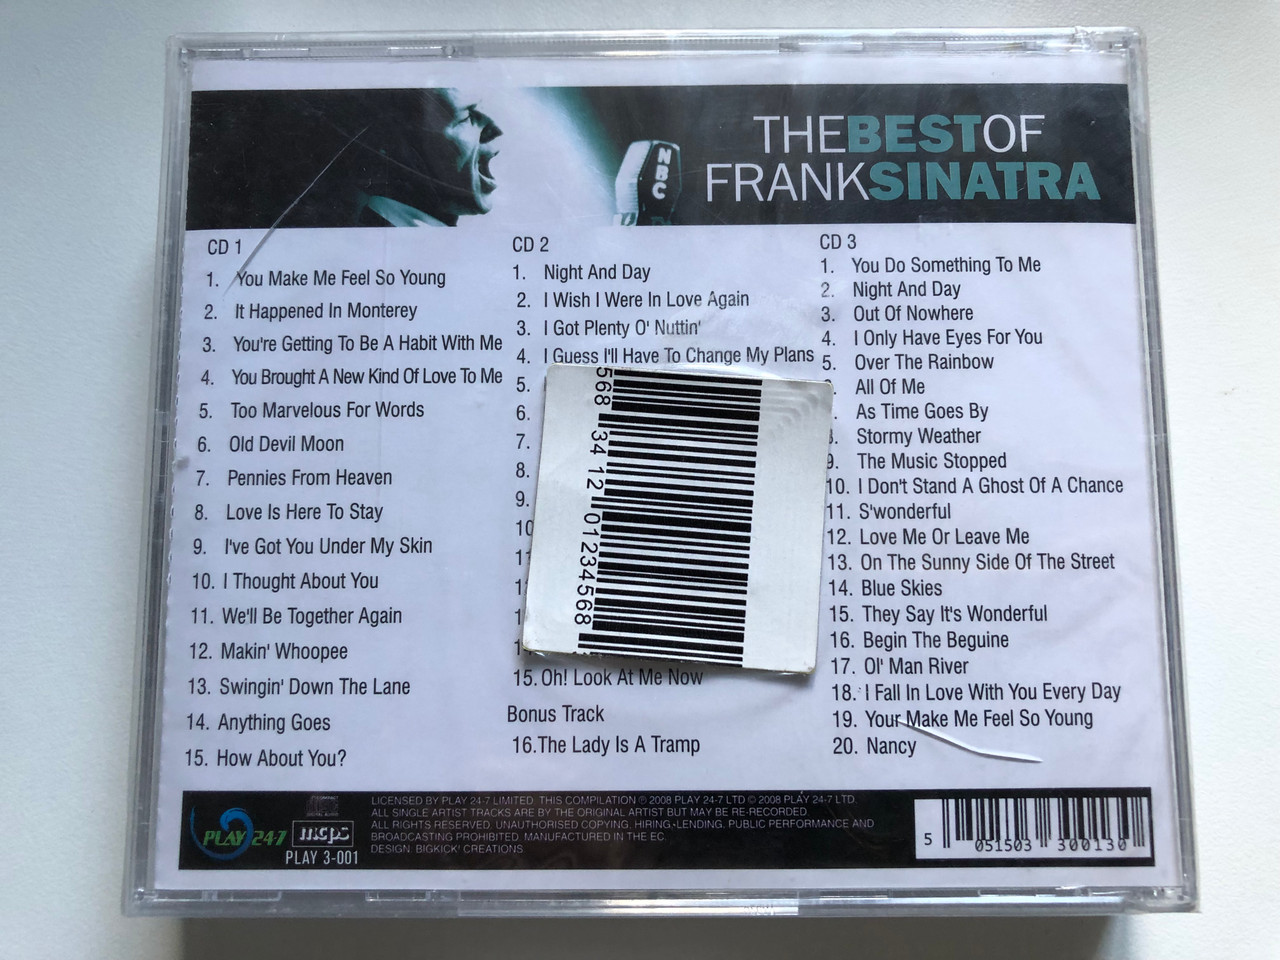 THEBESTOF
FRANKSINATRA
NBC
CD 1
1. You Make Me Feel So Young
2. It Happened In Monterey
3. You're Getting To Be A Habit With Me
4. You Brought A New Kind Of Love To Me
5. Too Marvelous For Words
6. Old Devil Moon
7. Pennies From Heaven
8. Love Is Here To Stay
9. I've Got You Under My Skin
10. I Thought About You
11. We'll Be Together Again
12. Makin' Whoopee
13. Swingin' Down The Lane
14. Anything Goes
15. How About You?
CD 2
1. Night And Day
2. I Wish I Were In Love Again
3. I Got Plenty O' Nuttin'
4. I Guess I'll Have To Change My Plans
5.
6.
7.
8.
9.
10
15. Oh! Look At Me Now
Bonus Track
16.The Lady Is A Tramp
568 34 12 01234568
CD 3
1. You Do Something To Me
2. Night And Day
3. Out Of Nowhere
4. I Only Have Eyes For You
5. Over The Rainbow
All Of Me
As Time Goes By
Stormy Weather
9. The Music Stopped
10. I Don't Stand A Ghost Of A Chance
11. S'wonderful
12. Love Me Or Leave Me
13. On The Sunny Side Of The Street
14. Blue Skies
15. They Say It's Wonderful
16. Begin The Beguine
17. Ol' Man River
18. I Fall In Love With You Every Day
19. Your Make Me Feel So Young
20. Nancy
PLAY 24-7
mcps
PLAY 3-001
LICENSED BY PLAY 24-7 LIMITED. THIS COMPILATION ℗ 2008 PLAY 24-7 LTD © 2008 PLAY 24-7 LTD.
ALL SINGLE ARTIST TRACKS ARE BY THE ORIGINAL ARTIST BUT MAY BE RE-RECORDED.
ALL RIGHTS RESERVED. UNAUTHORISED COPYING, HIRING, LENDING, PUBLIC PERFORMANCE AND
BROADCASTING PROHIBITED. MANUFACTURED IN THE EC.
DESIGN: BIGKICK' CREATIONS
5 051503 300130